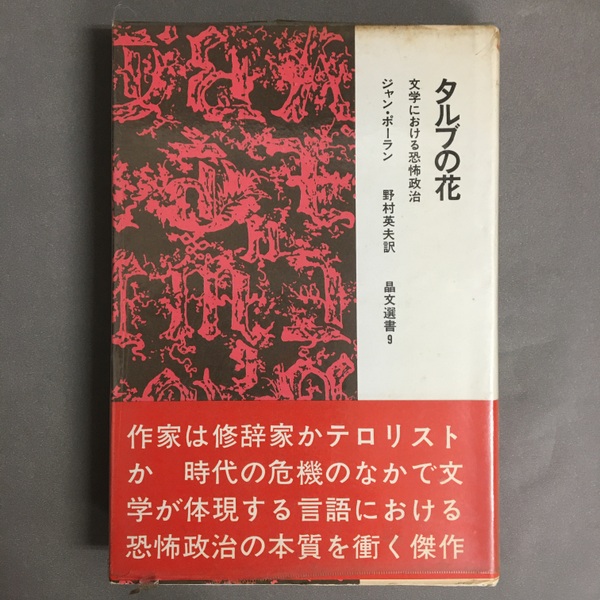 タルブの花
文学における恐怖政治
ジャン・ポーラン 野村英夫訳 晶文選書9
作家は修辞家かテロリスト
か 時代の危機のなかで文
学が体現する言語における
恐怖政治の本質を衝く傑作